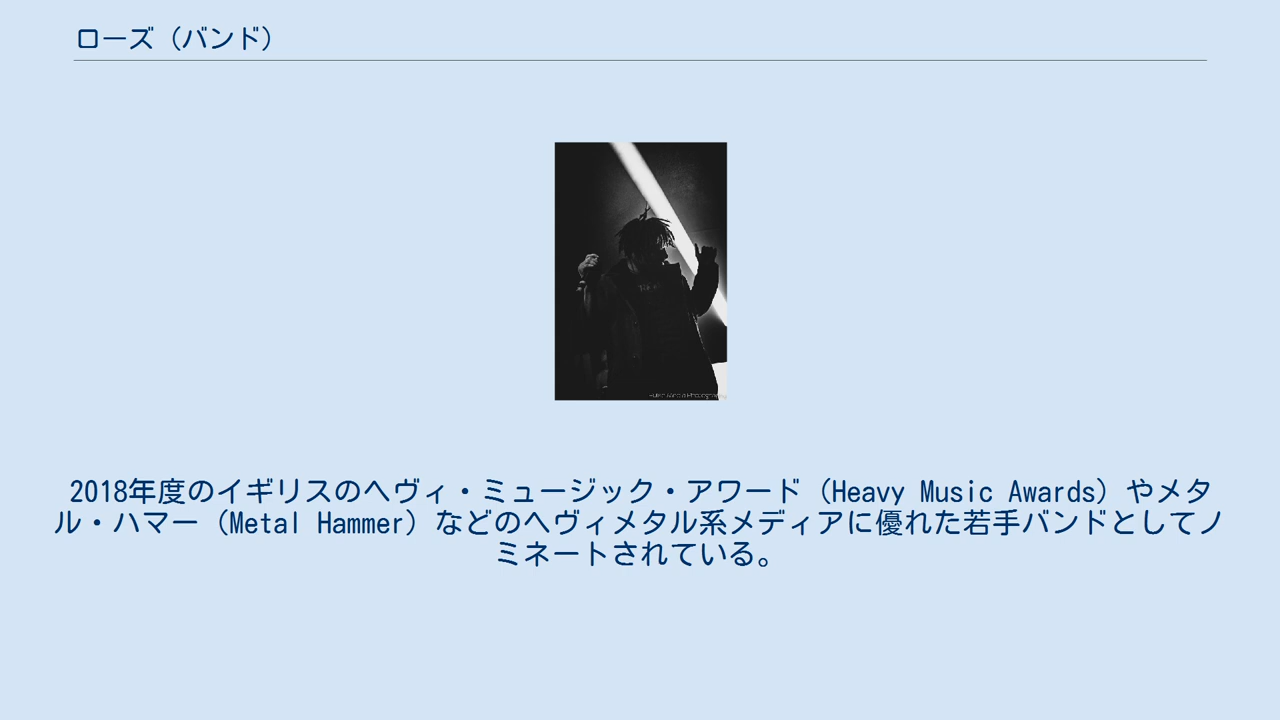 ローズ（バンド）
2018年度のイギリスのヘヴィ・ミュージック・アワード（Heavy Music Awards）やメタ
ル・ハマー（Metal Hammer）などのヘヴィメタル系メディアに優れた若手バンドとしてノ
ミネートされている。